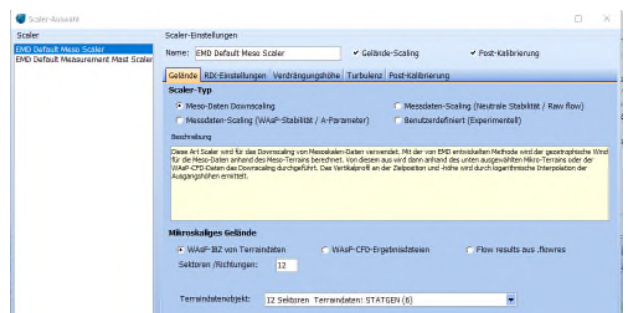 Scaler-Auswahl
Scaler
EMD Default Meso Scaler
EMD Default Measurement Mast Scaler
Scaler-Einstellungen
Name: EMD Default Meso Scaler Gelände-Scaling Post-Kalibrierung
Gelände RIX-Einstellungen Verdrängungshöhe Turbulenz Post-Kalibrierung
Scaler-Typ
Meso-Daten Downscaling Messdaten-Scaling (Neutrale Stabilität / Raw flow)
Messdaten-Scaling (WAsP-Stabilität / A-Parameter) Benutzerdefiniert (Experimentell)
Beschreibung
Diese Art Scaler wird für das Downscaling von Mesoskalen-Daten verwendet. Mit der von EMD entwickelten Methode wird der geostrophische Wind
für die Meso-Daten anhand des Meso-Terrains berechnet. Von diesem aus wird dann anhand des unten ausgewählten Mikro-Terrains oder der
WAsP-CFD-Daten das Downscaling durchgeführt. Das Vertikalprofil an der Zielposition und -höhe wird durch logarithmische Interpolation der
Ausgangshöhen ermittelt.
Mikroskaliges Gelände
WAsP-IBZ von Terraindaten WAsP-CFD-Ergebnisdateien Flow results aus .flowres
Sektoren /Richtungen: 12
Terraindatenobjekt: 12 Sektoren Terraindaten: STATGEN (6)